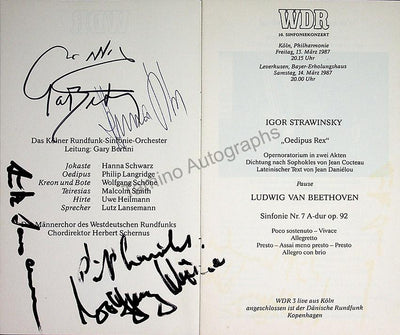 Das Kölner Rundfunk-Sinfonie-Orchester
Leitung: Gary Bertini
Jokaste Hanna Schwarz
Oedipus Philip Langridge
Kreon und Bote Wolfgang Schöne
Teiresias Malcolm Smith
Hirte Uwe Heilmann
Sprecher Lutz Lansemann
Männerchor des Westdeutschen Rundfunks
Chordirektor Herbert Schernus
WDR
10. SINFONIEKONZERT
Köln, Philharmonie
Freitag, 13. März 1987
20.15 Uhr
Leverkusen, Bayer-Erholungshaus
Samstag, 14. März 1987
20.00 Uhr
IGOR STRAWINSKY
„Oedipus Rex“
Opernoratorium in zwei Akten
Dichtung nach Sophokles von Jean Cocteau
Lateinischer Text von Jean Daniélou
Pause
LUDWIG VAN BEETHOVEN
Sinfonie Nr. 7 A-dur op. 92
Poco sostenuto – Vivace
Allegretto
Presto – Assai meno presto – Presto
Allegro con brio
WDR 3 live aus Köln
angeschlossen ist der Dänische Rundfunk
Kopenhagen
Tamino Autographs